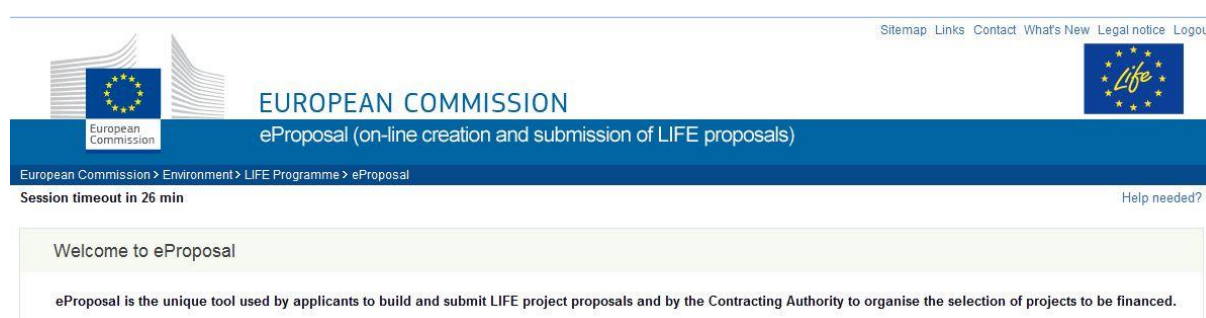 Sitemap Links Contact What's New Legal notice Logou
Life
EUROPEAN COMMISSION
European
Commission
eProposal (on-line creation and submission of LIFE proposals)
European Commission > Environment > LIFE Programme > eProposal
Session timeout in 26 min
Help needed?
Welcome to eProposal
eProposal is the unique tool used by applicants to build and submit LIFE project proposals and by the Contracting Authority to organise the selection of projects to be financed.